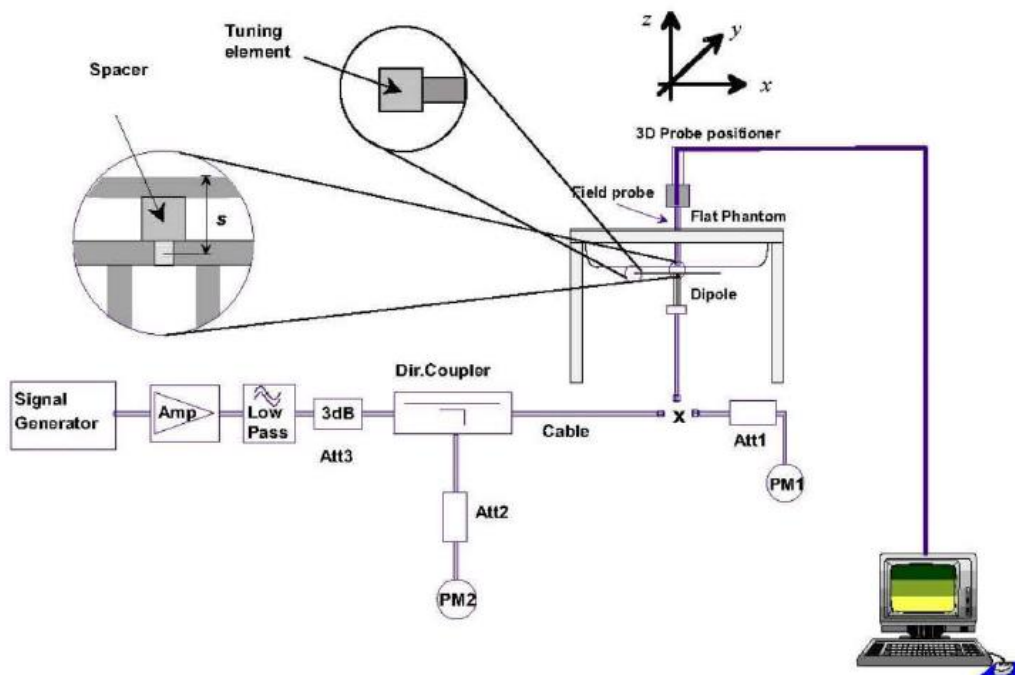 Tuning
element
Spacer
s
z
y
x
3D Probe positioner
Field probe
Flat Phantom
Dipole
Dir.Coupler
Signal
Generator
Amp
Low
Pass
3dB
Att3
Cable
x
Att1
PM1
Att2
PM2